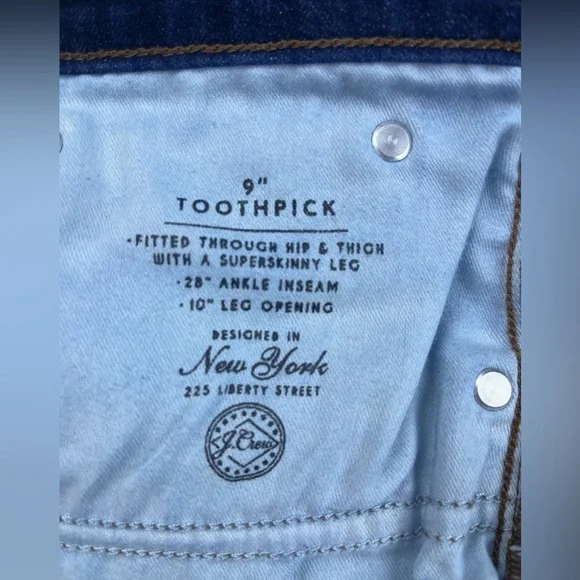 9"
TOOTHPICK
·FITTED THROUGH HIP & THIGH
WITH A SUPERSKINNY LEG
·28" ANKLE INSEAM
·10" LEG OPENING
DESIGNED IN
New York
225 LIBERTY STREET
J.Crew